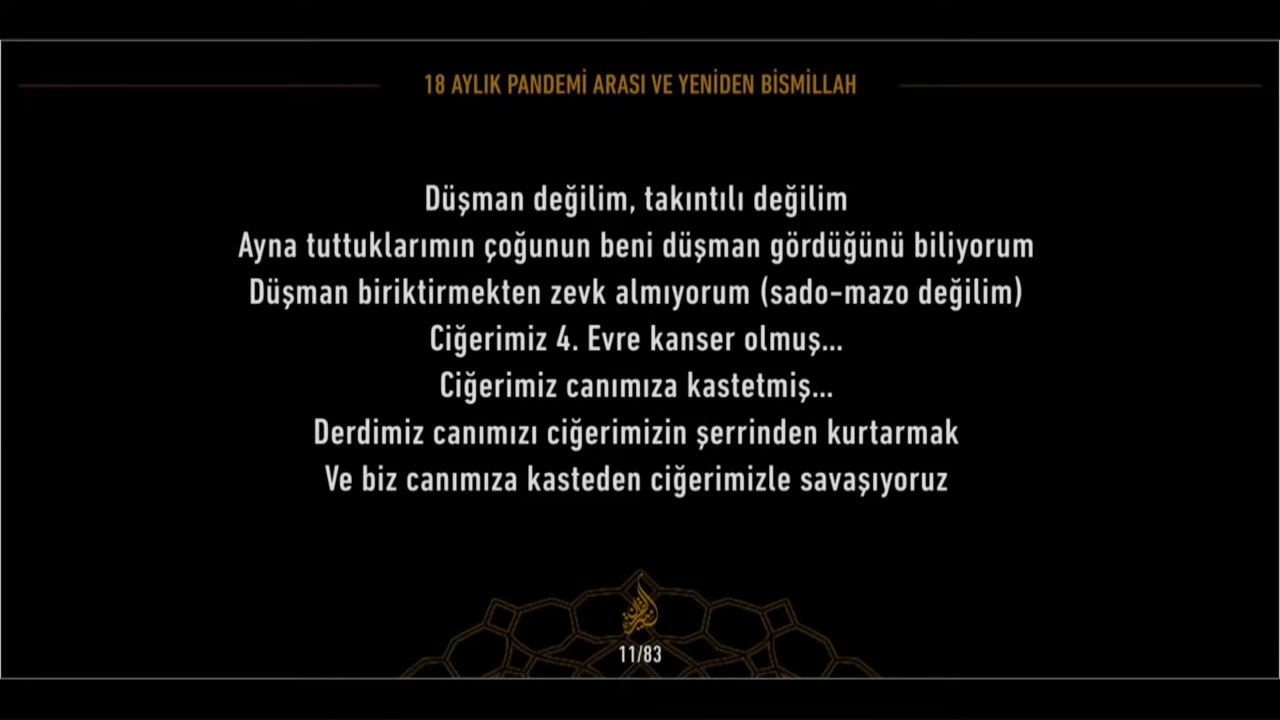 18 AYLIK PANDEMİ ARASI VE YENİDEN BİSMİLLAH
Düşman değilim, takıntılı değilim
Ayna tuttuklarımın çoğunun beni düşman gördüğünü biliyorum
Düşman biriktirmekten zevk almıyorum (sado-mazo değilim)
Ciğerimiz 4. Evre kanser olmuş...
Ciğerimiz canımıza kastetmiş...
Derdimiz canımızı ciğerimizin şerrinden kurtarmak
Ve biz canımıza kasteden ciğerimizle savaşıyoruz
11/83